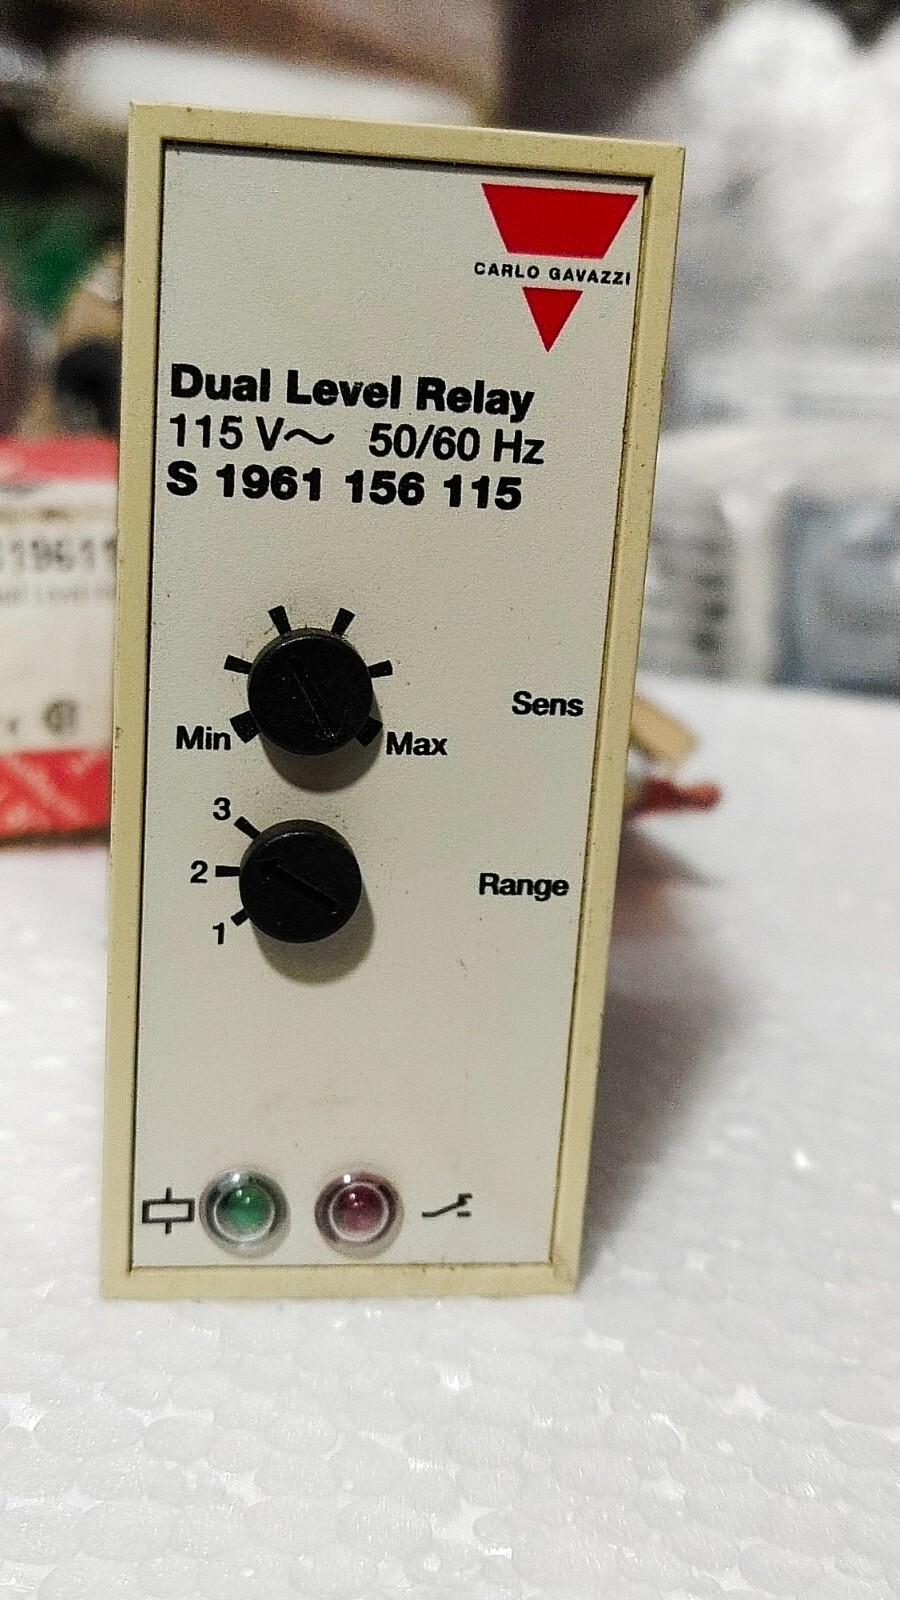 CARLO GAVAZZI
Dual Level Relay
115 V~ 50/60 Hz
S 1961 156 115
Sens
Min
Max
3
2
Range
1